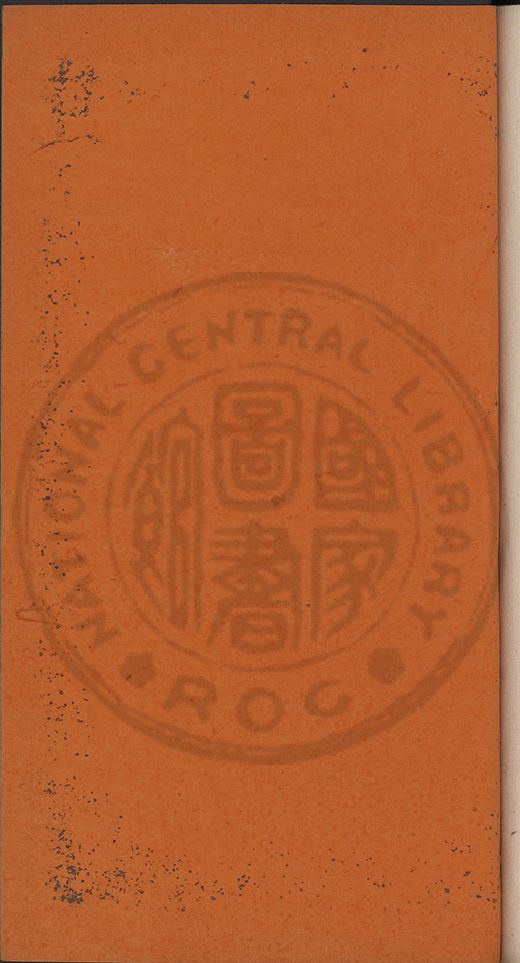 NATIONAL CENTRAL LIBRARY
國家
圖書
館
ROC